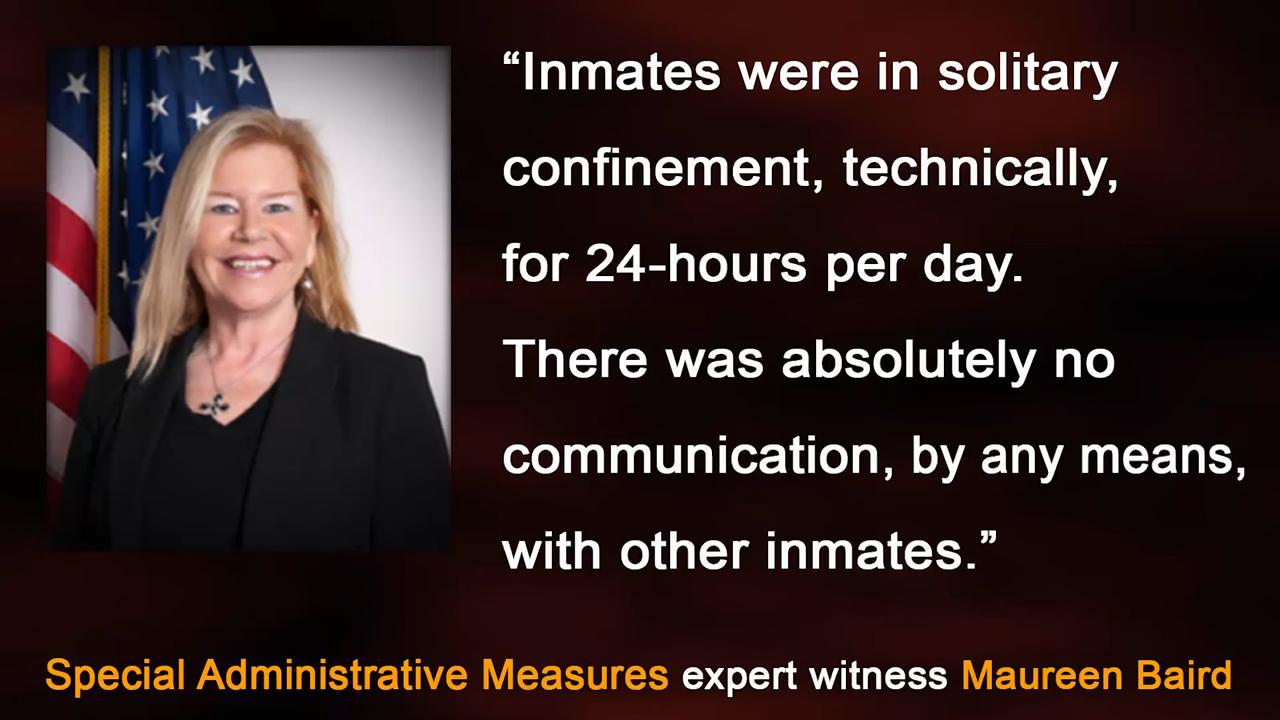 “Inmates were in solitary
confinement, technically,
for 24-hours per day.
There was absolutely no
communication, by any means,
with other inmates.”
Special Administrative Measures expert witness Maureen Baird